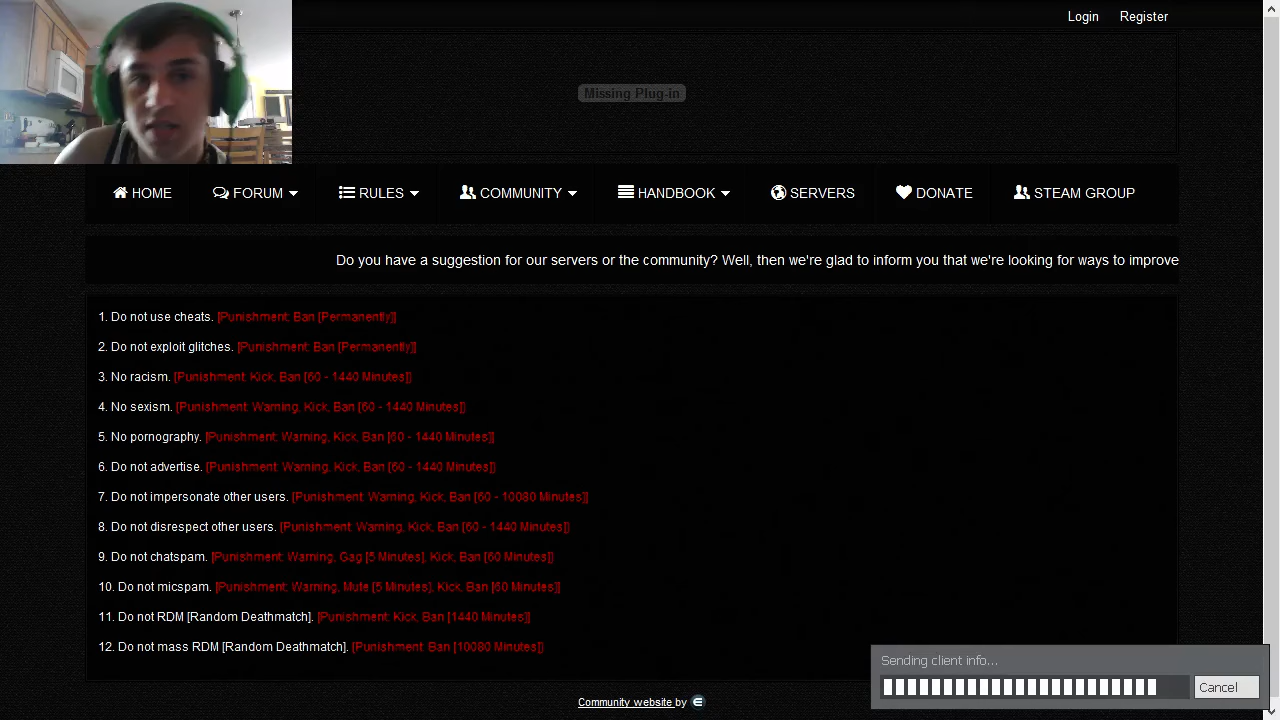 Login Register
Missing Plug-in
HOME FORUM RULES COMMUNITY HANDBOOK SERVERS DONATE STEAM GROUP
Do you have a suggestion for our servers or the community? Well, then we're glad to inform you that we're looking for ways to improve
1. Do not use cheats. [Punishment: Ban [Permanently]]
2. Do not exploit glitches. [Punishment: Ban [Permanently]]
3. No racism. [Punishment: Kick, Ban [60 - 1440 Minutes]]
4. No sexism. [Punishment: Warning, Kick, Ban [60 - 1440 Minutes]]
5. No pornography. [Punishment: Warning, Kick, Ban [60 - 1440 Minutes]]
6. Do not advertise. [Punishment: Warning, Kick, Ban [60 - 1440 Minutes]]
7. Do not impersonate other users. [Punishment: Warning, Kick, Ban [60 - 10080 Minutes]]
8. Do not disrespect other users. [Punishment: Warning, Kick, Ban [60 - 1440 Minutes]]
9. Do not chatspam. [Punishment: Warning, Gag [5 Minutes], Kick, Ban [60 Minutes]]
10. Do not micspam. [Punishment: Warning, Mute [5 Minutes], Kick, Ban [60 Minutes]]
11. Do not RDM [Random Deathmatch]. [Punishment: Kick, Ban [1440 Minutes]]
12. Do not mass RDM [Random Deathmatch]. [Punishment: Ban [10080 Minutes]]
Sending client info...
Cancel
Community website by